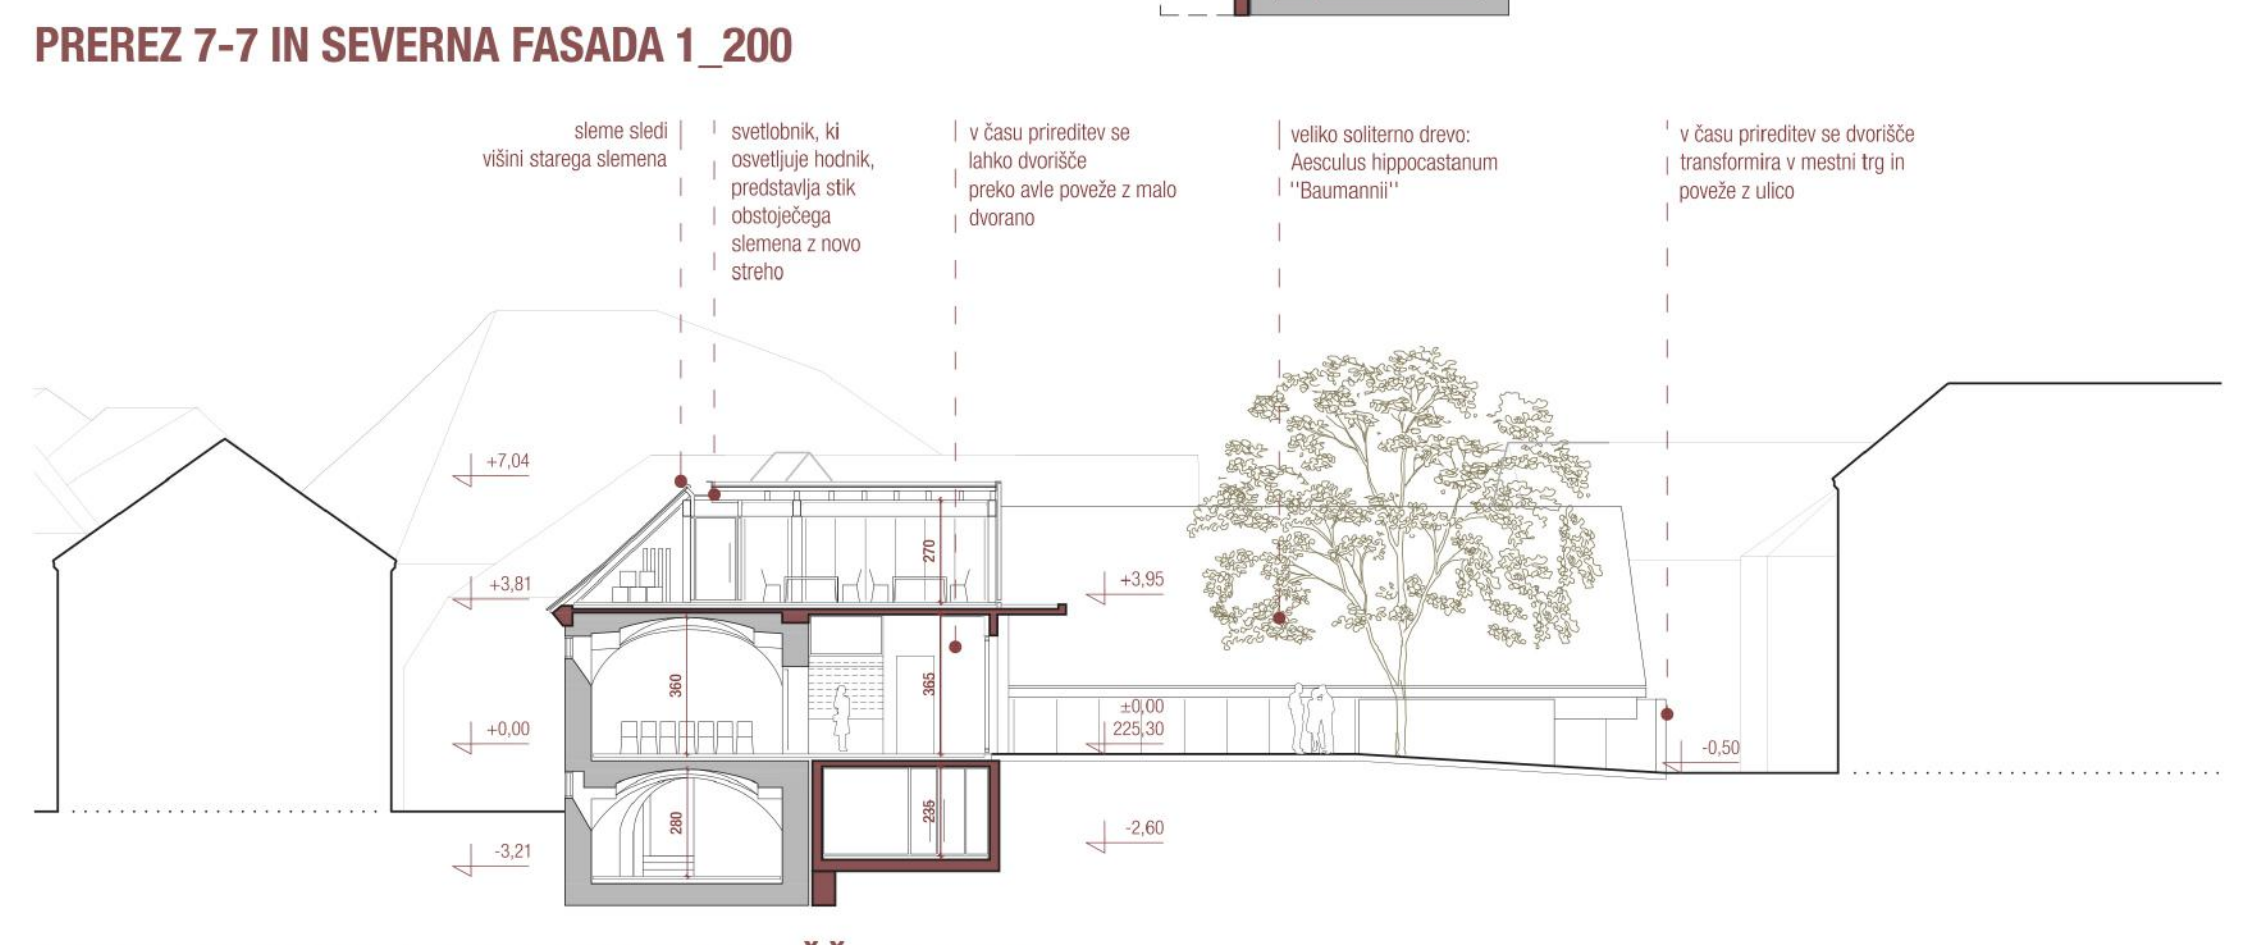 PREREZ 7-7 IN SEVERNA FASADA 1_200
sleme sledi
višini starega slemena
svetlobnik, ki
osvetljuje hodnik,
predstavlja stik
obstoječega
slemena z novo
streho
v času prireditev se
lahko dvorišče
preko avle poveže z malo
dvorano
veliko soliterno drevo:
Aesculus hippocastanum
''Baumannii''
v času prireditev se dvorišče
transformira v mestni trg in
poveže z ulico
+7,04
+3,81
+0,00
-3,21
270
360
365
280
235
+3,95
±0,00
225,30
-2,60
-0,50